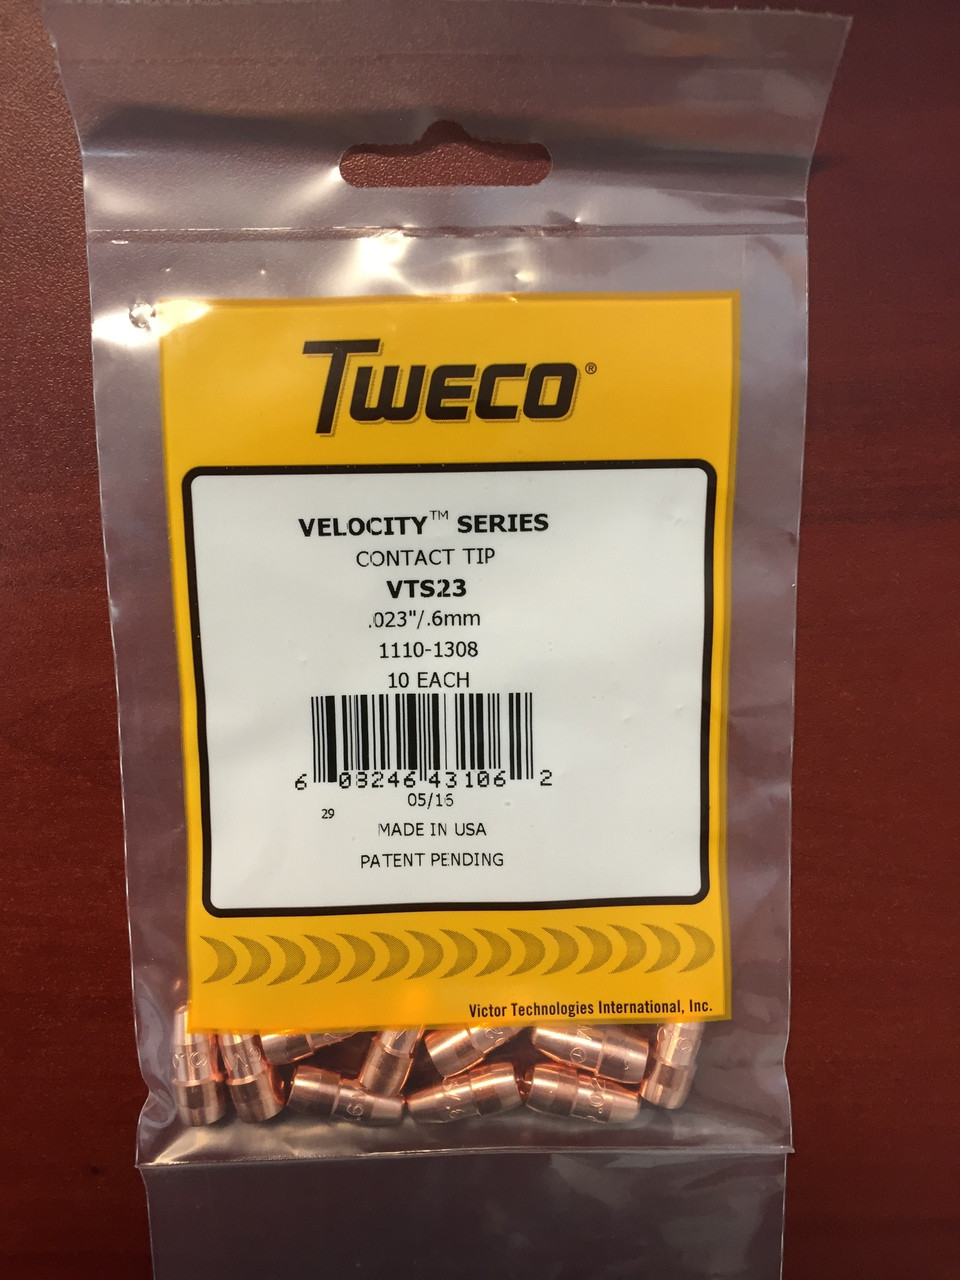 TWECO®
VELOCITY™ SERIES
CONTACT TIP
VTS23
.023"/.6mm
1110-1308
10 EACH
6 08246 43106 2
05/16
29
MADE IN USA
PATENT PENDING
Victor Technologies International, Inc.